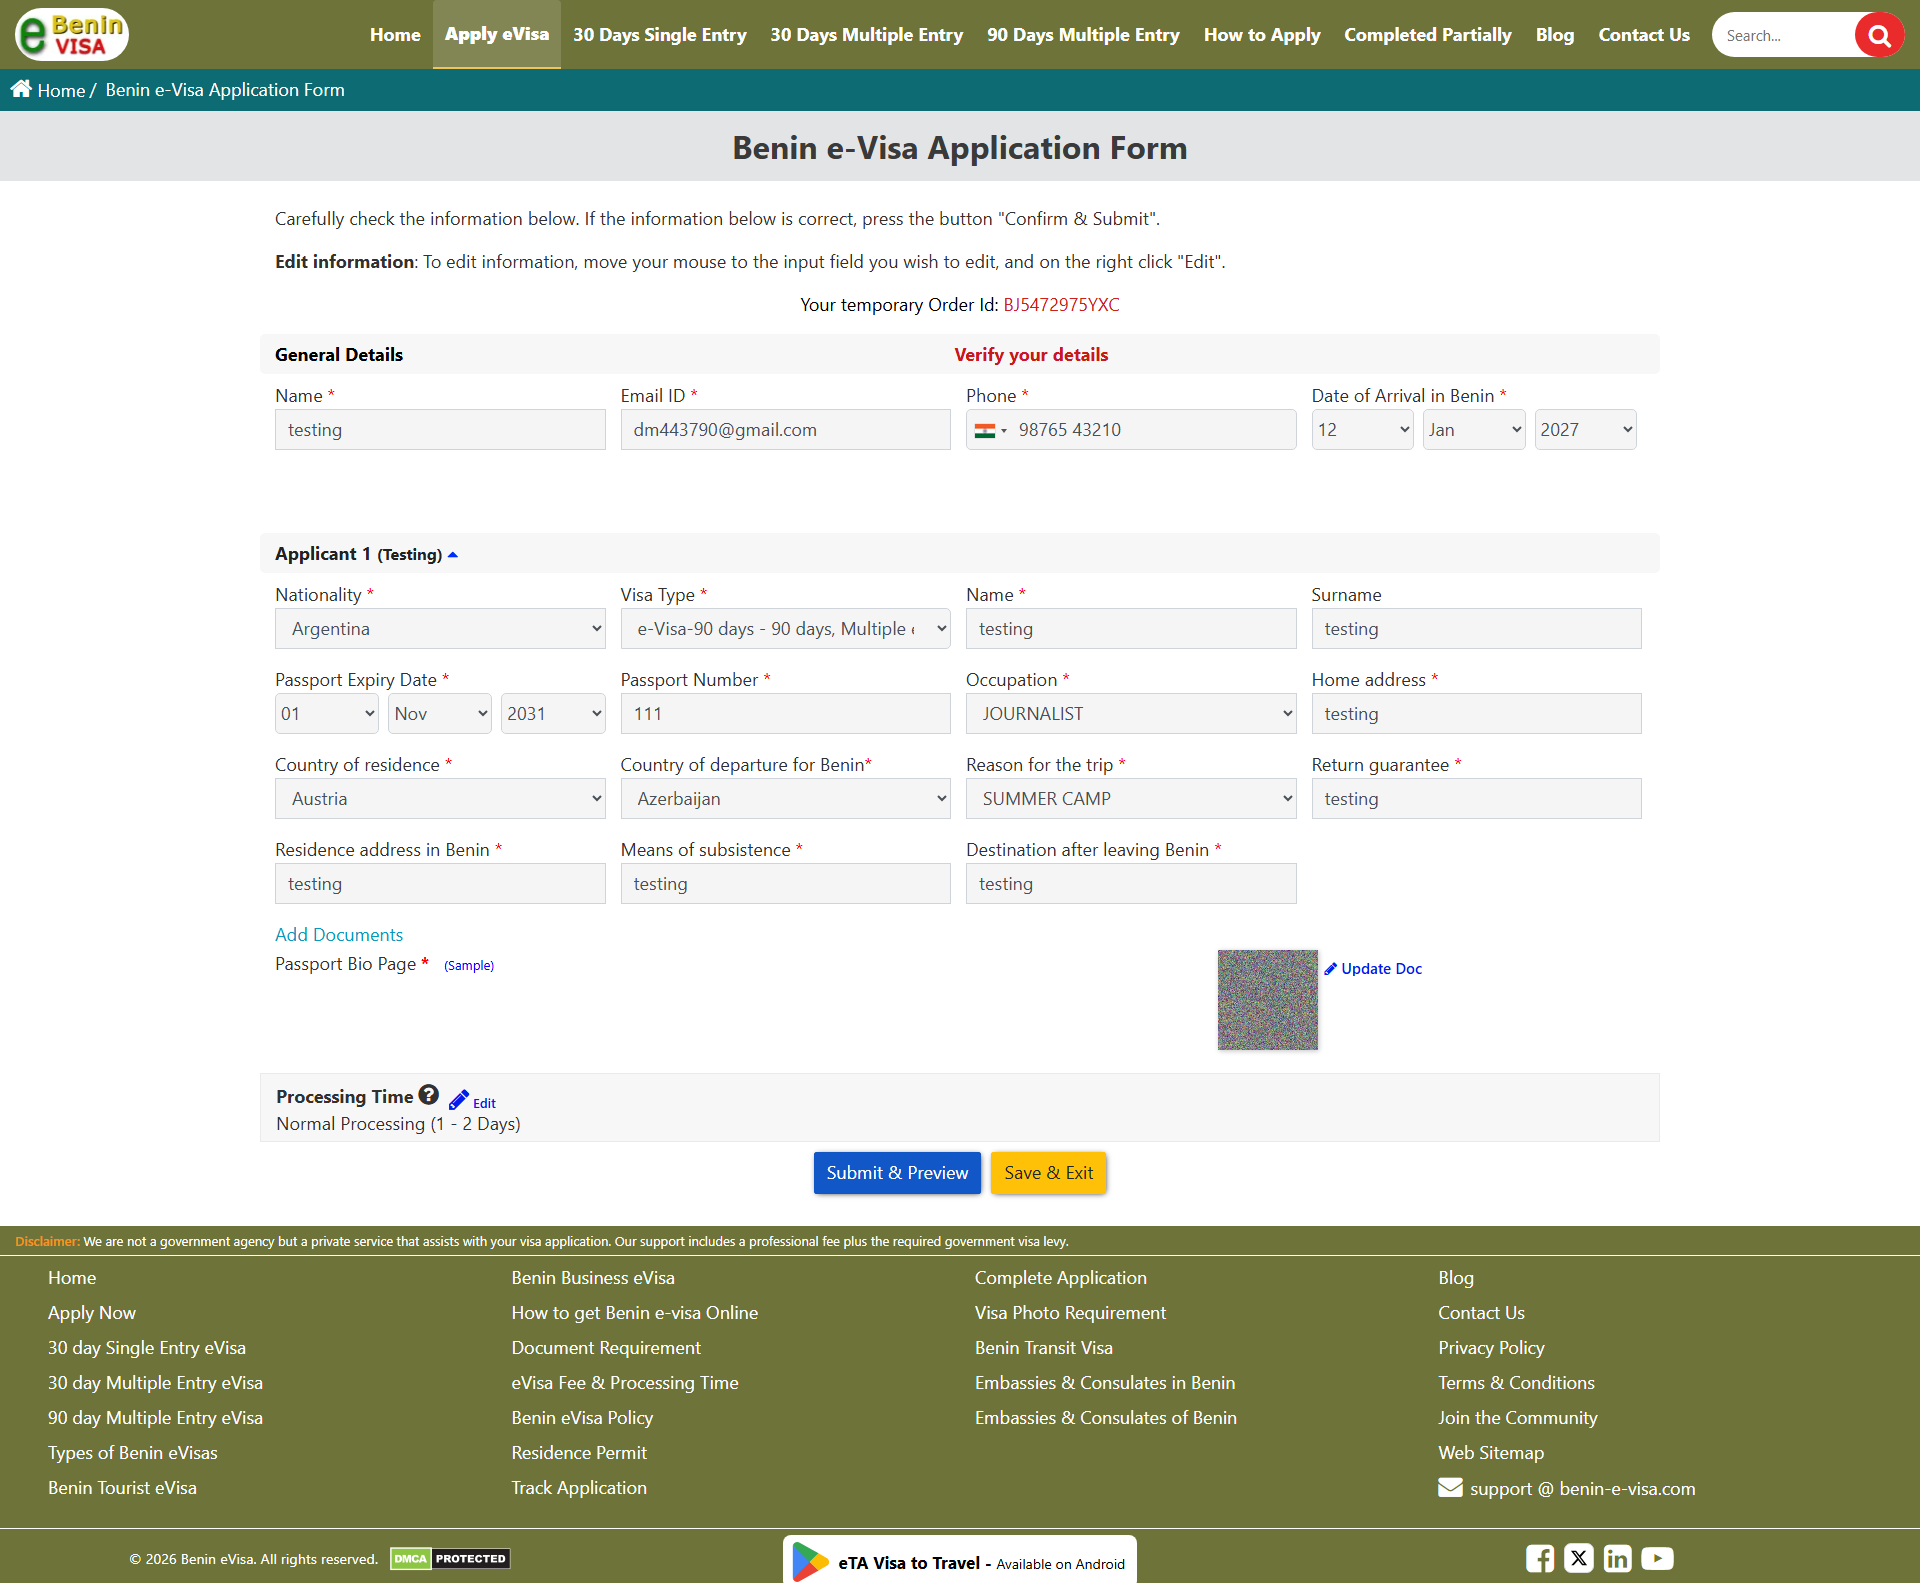 e Benin VISA
Home Apply eVisa 30 Days Single Entry 30 Days Multiple Entry 90 Days Multiple Entry How to Apply Completed Partially Blog Contact Us Search...
Home / Benin e-Visa Application Form
Benin e-Visa Application Form
Carefully check the information below. If the information below is correct, press the button "Confirm & Submit".
Edit information: To edit information, move your mouse to the input field you wish to edit, and on the right click "Edit".
Your temporary Order Id: BJ5472975YXC
General Details Verify your details
Name * Email ID * Phone * Date of Arrival in Benin *
testing dm443790@gmail.com 98765 43210 12 Jan 2027
Applicant 1 (Testing)
Nationality * Visa Type * Name * Surname
Argentina e-Visa-90 days - 90 days, Multiple testing testing
Passport Expiry Date * Passport Number * Occupation * Home address *
01 Nov 2031 111 JOURNALIST testing
Country of residence * Country of departure for Benin* Reason for the trip * Return guarantee *
Austria Azerbaijan SUMMER CAMP testing
Residence address in Benin * Means of subsistence * Destination after leaving Benin *
testing testing testing
Add Documents
Passport Bio Page * (Sample) Update Doc
Processing Time ? Edit
Normal Processing (1 - 2 Days)
Submit & Preview Save & Exit
Disclaimer: We are not a government agency but a private service that assists with your visa application. Our support includes a professional fee plus the required government visa levy.
Home Benin Business eVisa Complete Application Blog
Apply Now How to get Benin e-visa Online Visa Photo Requirement Contact Us
30 day Single Entry eVisa Document Requirement Benin Transit Visa Privacy Policy
30 day Multiple Entry eVisa eVisa Fee & Processing Time Embassies & Consulates in Benin Terms & Conditions
90 day Multiple Entry eVisa Benin eVisa Policy Embassies & Consulates of Benin Join the Community
Types of Benin eVisas Residence Permit Web Sitemap
Benin Tourist eVisa Track Application support @ benin-e-visa.com
© 2026 Benin eVisa. All rights reserved. DMCA PROTECTED eTA Visa to Travel - Available on Android